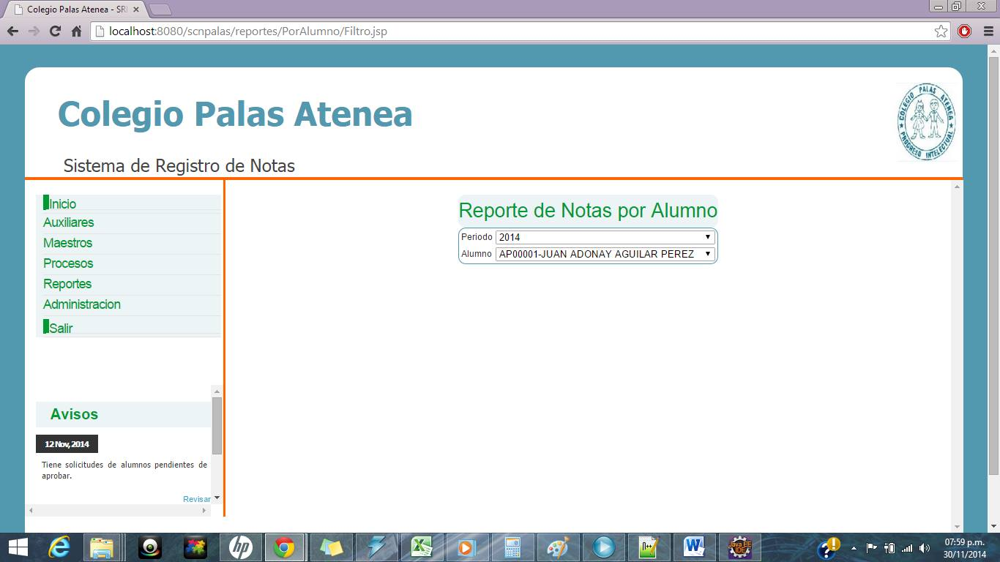 Colegio Palas Atenea - SRI
localhost:8080/scnpalas/reportes/PorAlumno/Filtro.jsp
Colegio Palas Atenea
COLEGIO PALAS ATENEA
PROGRESO INTELECTUAL
Sistema de Registro de Notas
Inicio
Auxiliares
Maestros
Procesos
Reportes
Administracion
Salir
Reporte de Notas por Alumno
Periodo 2014
Alumno AP00001-JUAN ADONAY AGUILAR PEREZ
Avisos
12 Nov, 2014
Tiene solicitudes de alumnos pendientes de
aprobar.
Revisar
hp
Java EE
IDE
07:59 p.m.
30/11/2014